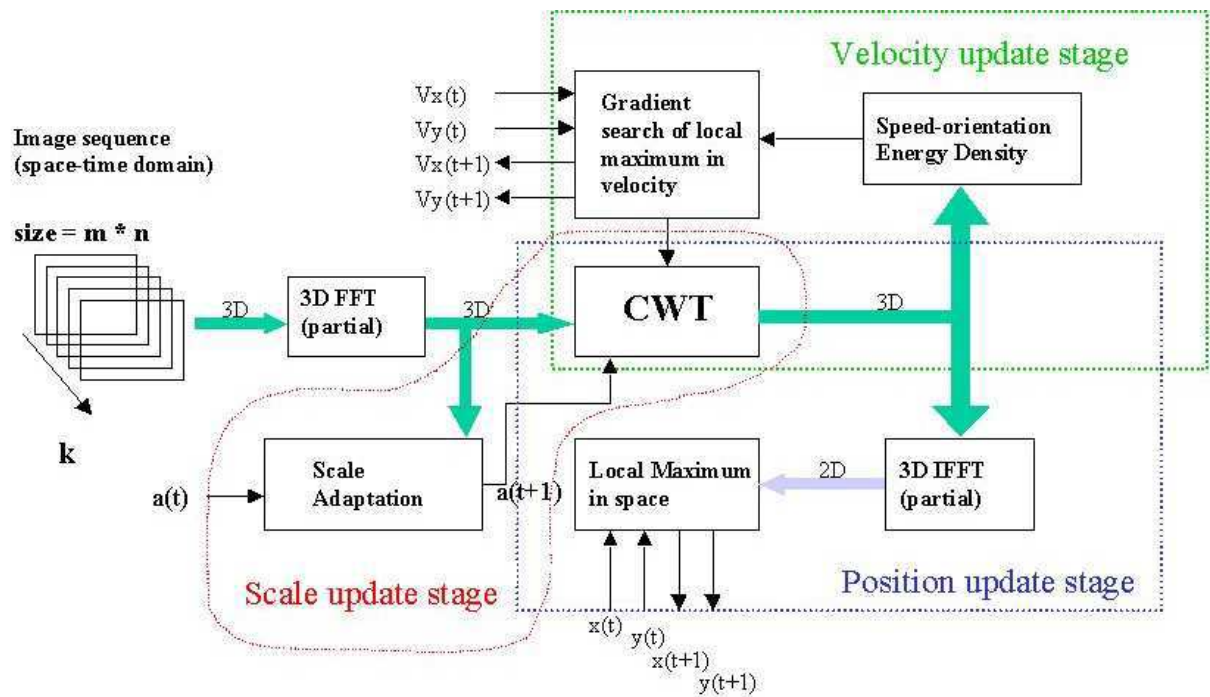 Velocity update stage
Vx(t)
Vy(t)
Vx(t+1)
Vy(t+1)
Gradient
search of local
maximum in
velocity
Speed-orientation
Energy Density
Image sequence
(space-time domain)
size = m * n
k
3D
3D FFT
(partial)
3D
CWT
3D
a(t)
Scale
Adaptation
a(t+1)
Local Maximum
in space
2D
3D IFFT
(partial)
Scale update stage
Position update stage
x(t)
y(t)
x(t+1)
y(t+1)